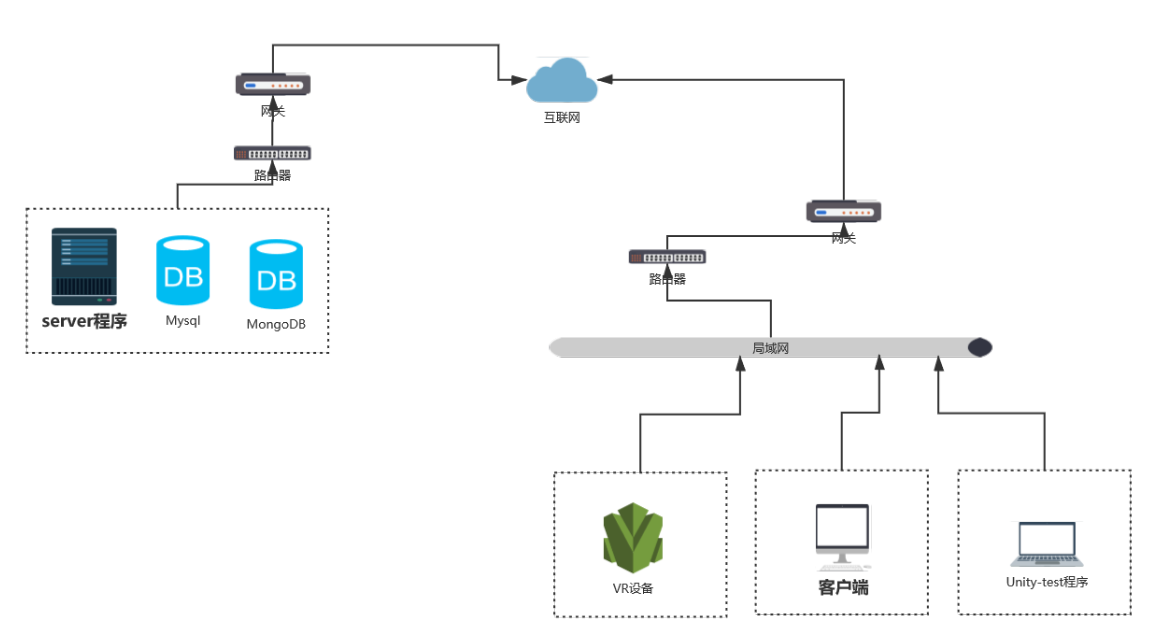 网关
互联网
路由器
DB
DB
server程序
Mysql
MongoDB
网关
路由器
局域网
VR设备
客户端
Unity-test程序